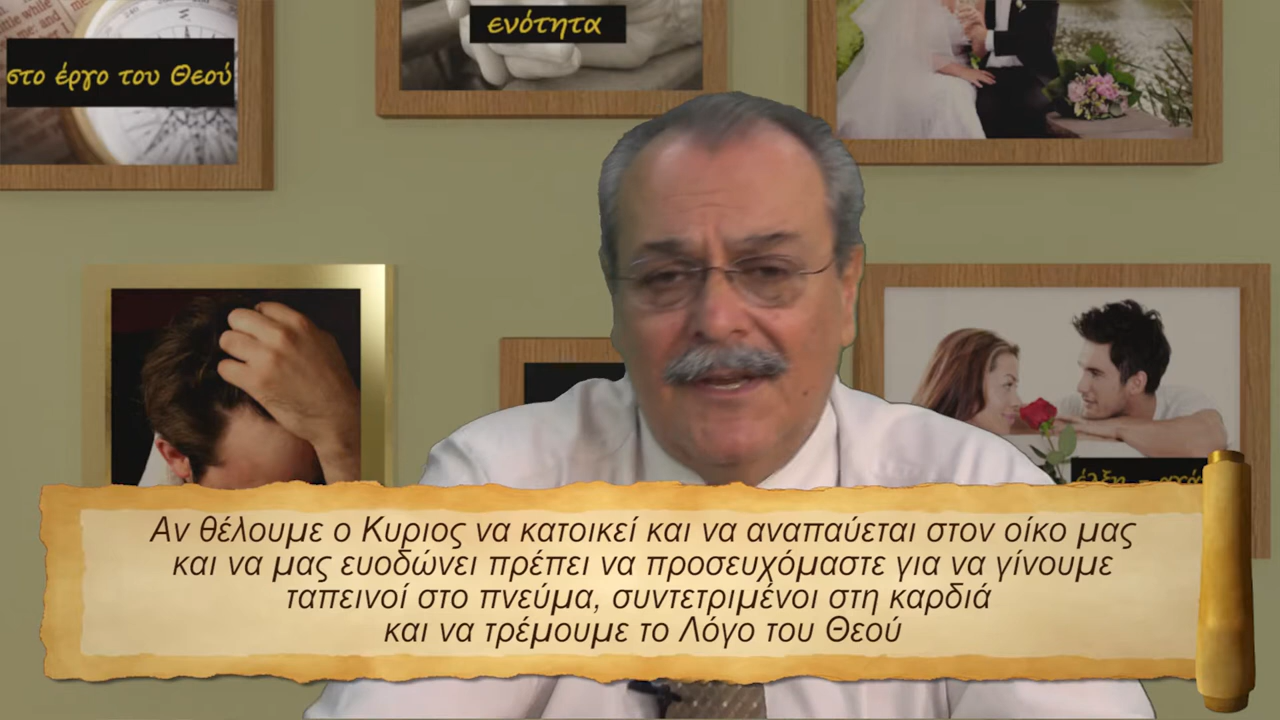 στο έργο του Θεού
ενότητα
Αν θέλουμε ο Κυριος να κατοικεί και να αναπαύεται στον οίκο μας
και να μας ευοδώνει πρέπει να προσευχόμαστε για να γίνουμε
ταπεινοί στο πνεύμα, συντετριμένοι στη καρδιά
και να τρέμουμε το Λόγο του Θεού